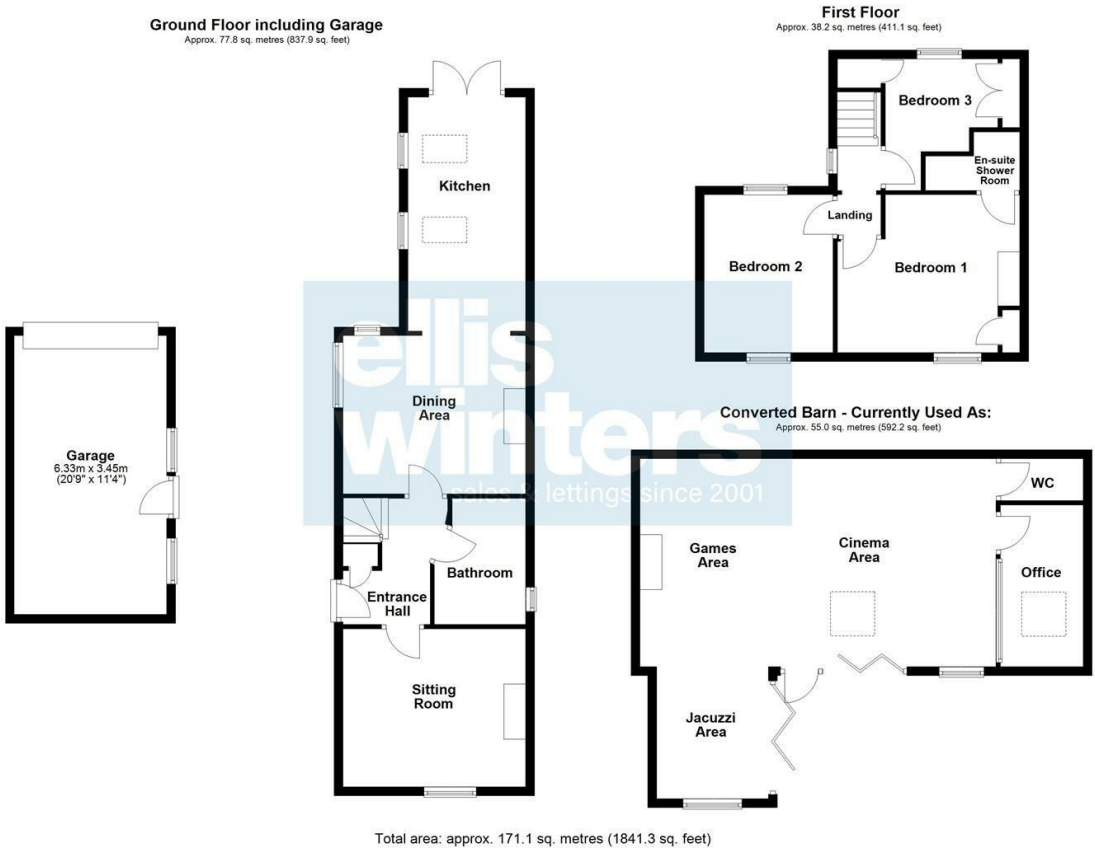 Ground Floor including Garage
Approx. 77.8 sq. metres (837.9 sq. feet)
Kitchen
Dining
Area
Garage
6.33m x 3.45m
(20'9" x 11'4")
Bathroom
Entrance
Hall
Sitting
Room
First Floor
Approx. 38.2 sq. metres (411.1 sq. feet)
Bedroom 3
En-suite
Shower
Room
Landing
Bedroom 2
Bedroom 1
ellis
winters
sales & lettings since 2001
Converted Barn - Currently Used As:
Approx. 55.0 sq. metres (592.2 sq. feet)
WC
Games
Area
Cinema
Area
Office
Jacuzzi
Area
Total area: approx. 171.1 sq. metres (1841.3 sq. feet)